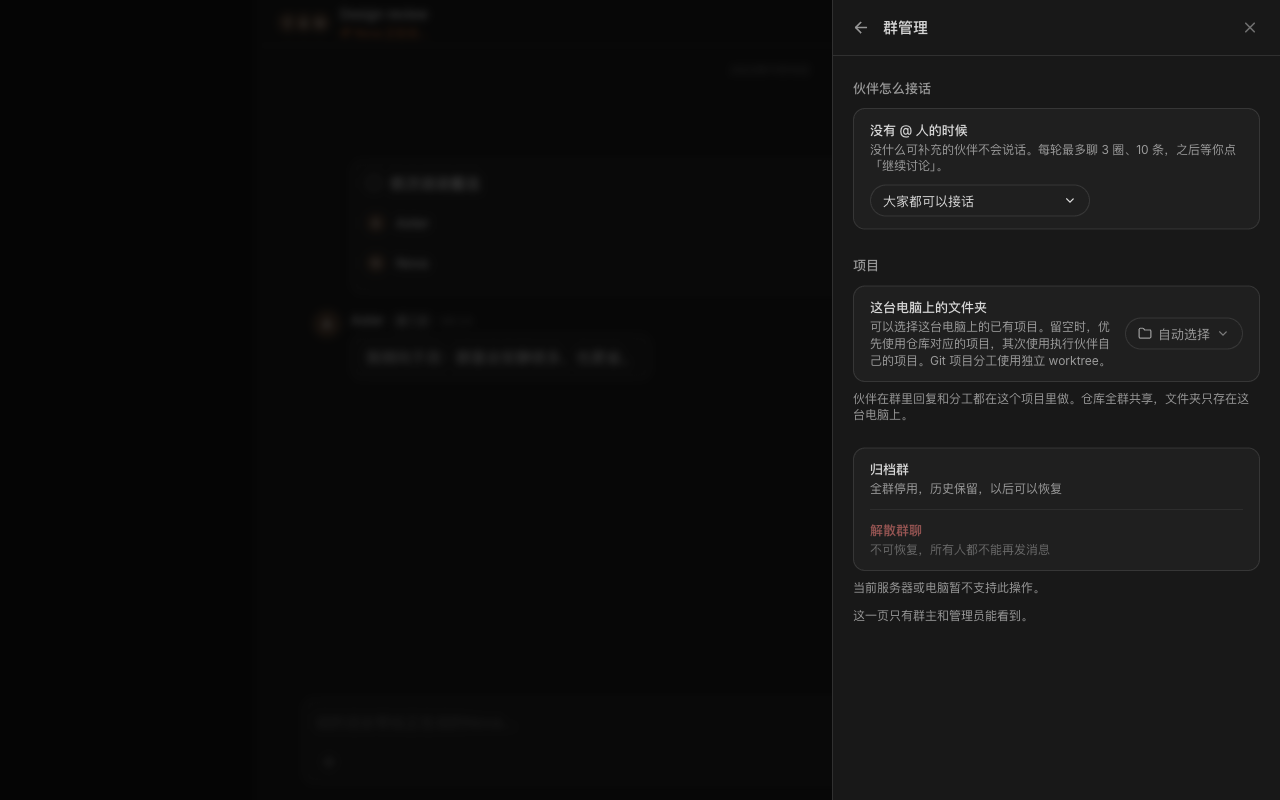 群管理
伙伴怎么接话
没有 @ 人的时候
没什么可补充的伙伴不会说话。每轮最多聊 3 圈、10 条，之后等你点
「继续讨论」。
大家都可以接话
项目
这台电脑上的文件夹
可以选择这台电脑上的已有项目。留空时，优
先使用仓库对应的项目，其次使用执行伙伴自
己的项目。Git 项目分工使用独立 worktree。
自动选择
伙伴在群里回复和分工都在这个项目里做。仓库全群共享，文件夹只存在这
台电脑上。
归档群
全群停用，历史保留，以后可以恢复
解散群聊
不可恢复，所有人都不能再发消息
当前服务器或电脑暂不支持此操作。
这一页只有群主和管理员能看到。